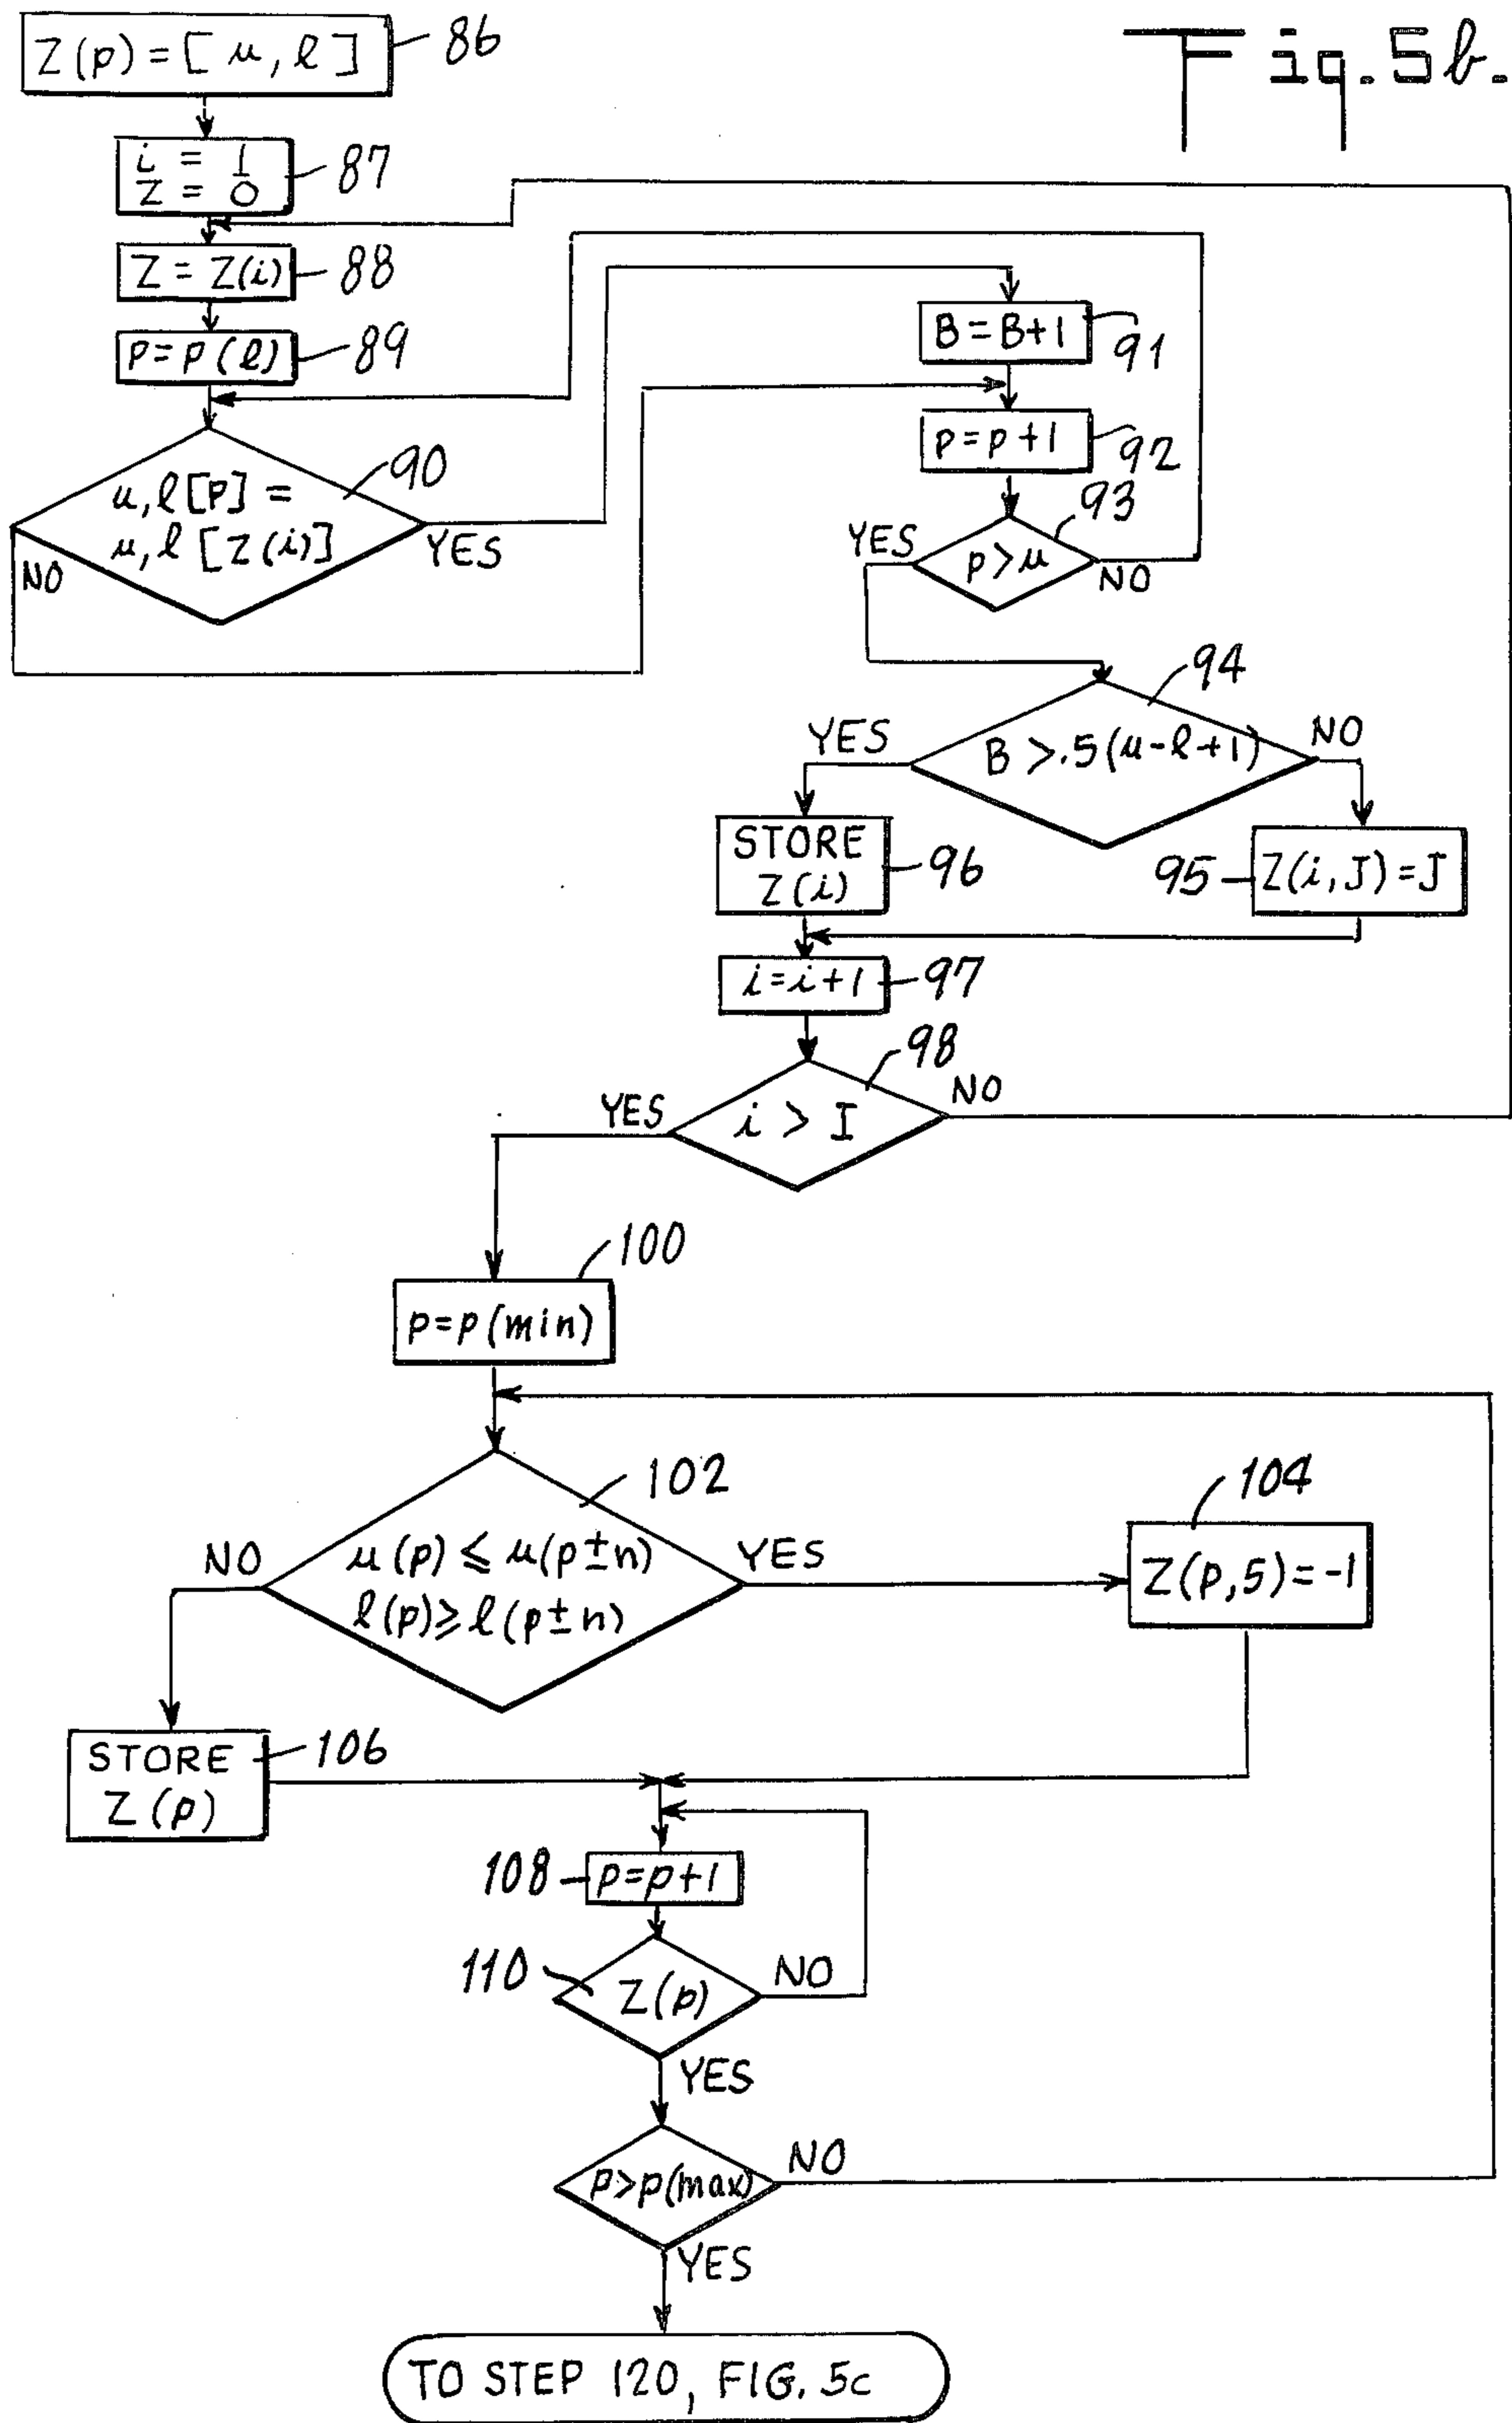 Fig. 5b.
Z(p) = [u, l]
86
i = 1
Z = 0
87
Z = Z(i)
88
P = P(l)
89
u, l [P] =
u, l [Z(i)]
90
NO
YES
B = B+1
91
p = p+1
92
93
YES
p > u
NO
94
YES
B > .5(u-l+1)
NO
STORE
Z(i)
96
95
Z(i, J) = J
i = i+1
97
98
YES
i > I
NO
100
p = p(min)
102
104
NO
u(p) ≤ u(p±n)
l(p) ≥ l(p±n)
YES
Z(p, 5) = -1
STORE
Z(p)
106
108
p = p+1
110
Z(p)
NO
YES
p > p(max)
NO
YES
TO STEP 120, FIG. 5c